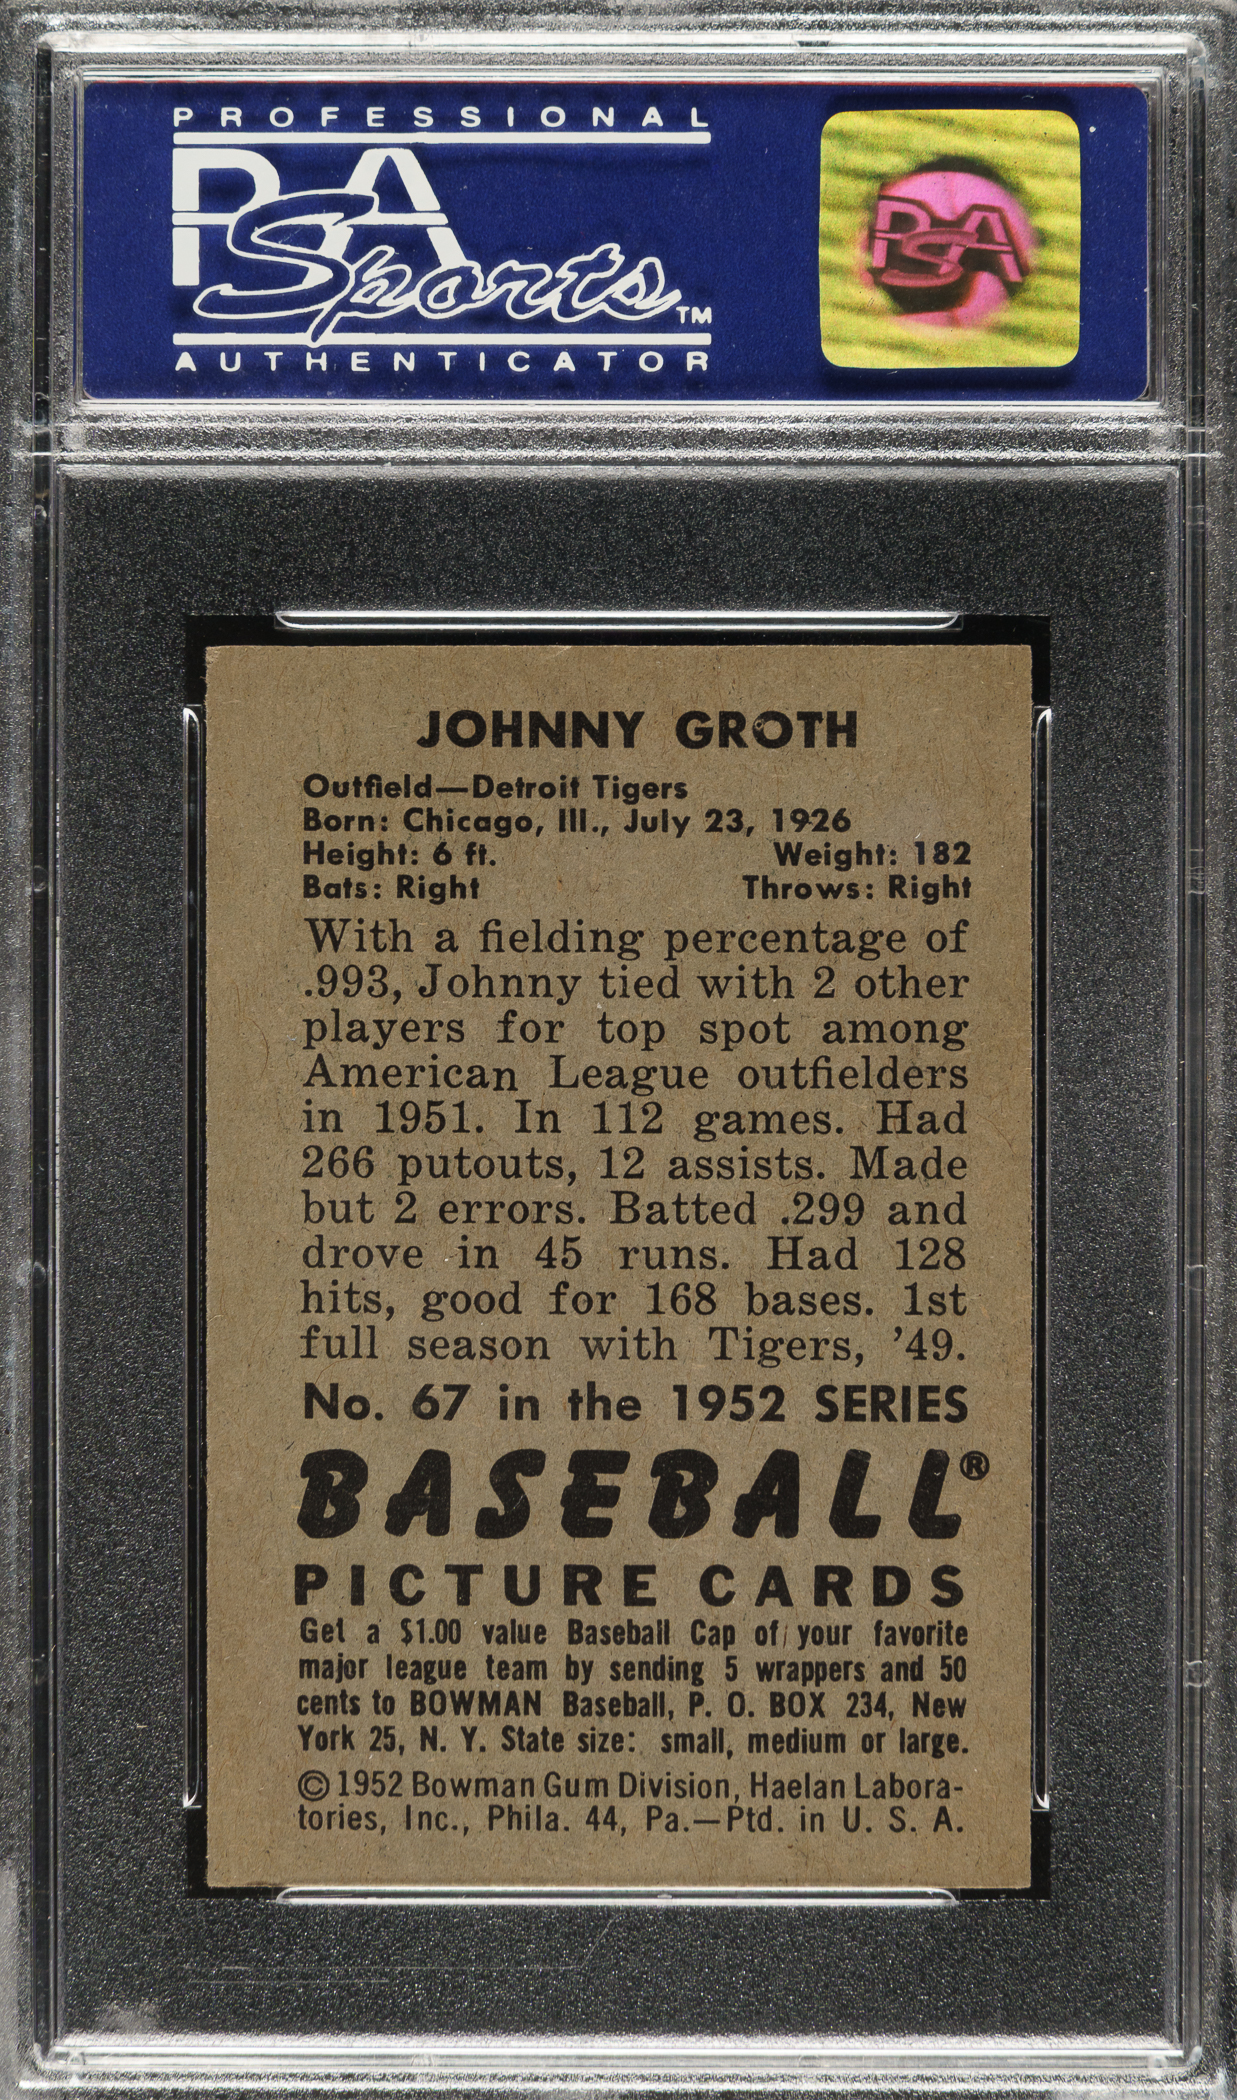 PROFESSIONAL
PSA
Sports™
AUTHENTICATOR
PSA
JOHNNY GROTH
Outfield—Detroit Tigers
Born: Chicago, Ill., July 23, 1926
Height: 6 ft. Weight: 182
Bats: Right Throws: Right
With a fielding percentage of
.993, Johnny tied with 2 other
players for top spot among
American League outfielders
in 1951. In 112 games. Had
266 putouts, 12 assists. Made
but 2 errors. Batted .299 and
drove in 45 runs. Had 128
hits, good for 168 bases. 1st
full season with Tigers, ’49.
No. 67 in the 1952 SERIES
BASEBALL®
PICTURE CARDS
Get a $1.00 value Baseball Cap of your favorite
major league team by sending 5 wrappers and 50
cents to BOWMAN Baseball, P. O. BOX 234, New
York 25, N. Y. State size: small, medium or large.
© 1952 Bowman Gum Division, Haelan Labora-
tories, Inc., Phila. 44, Pa.—Ptd. in U. S. A.